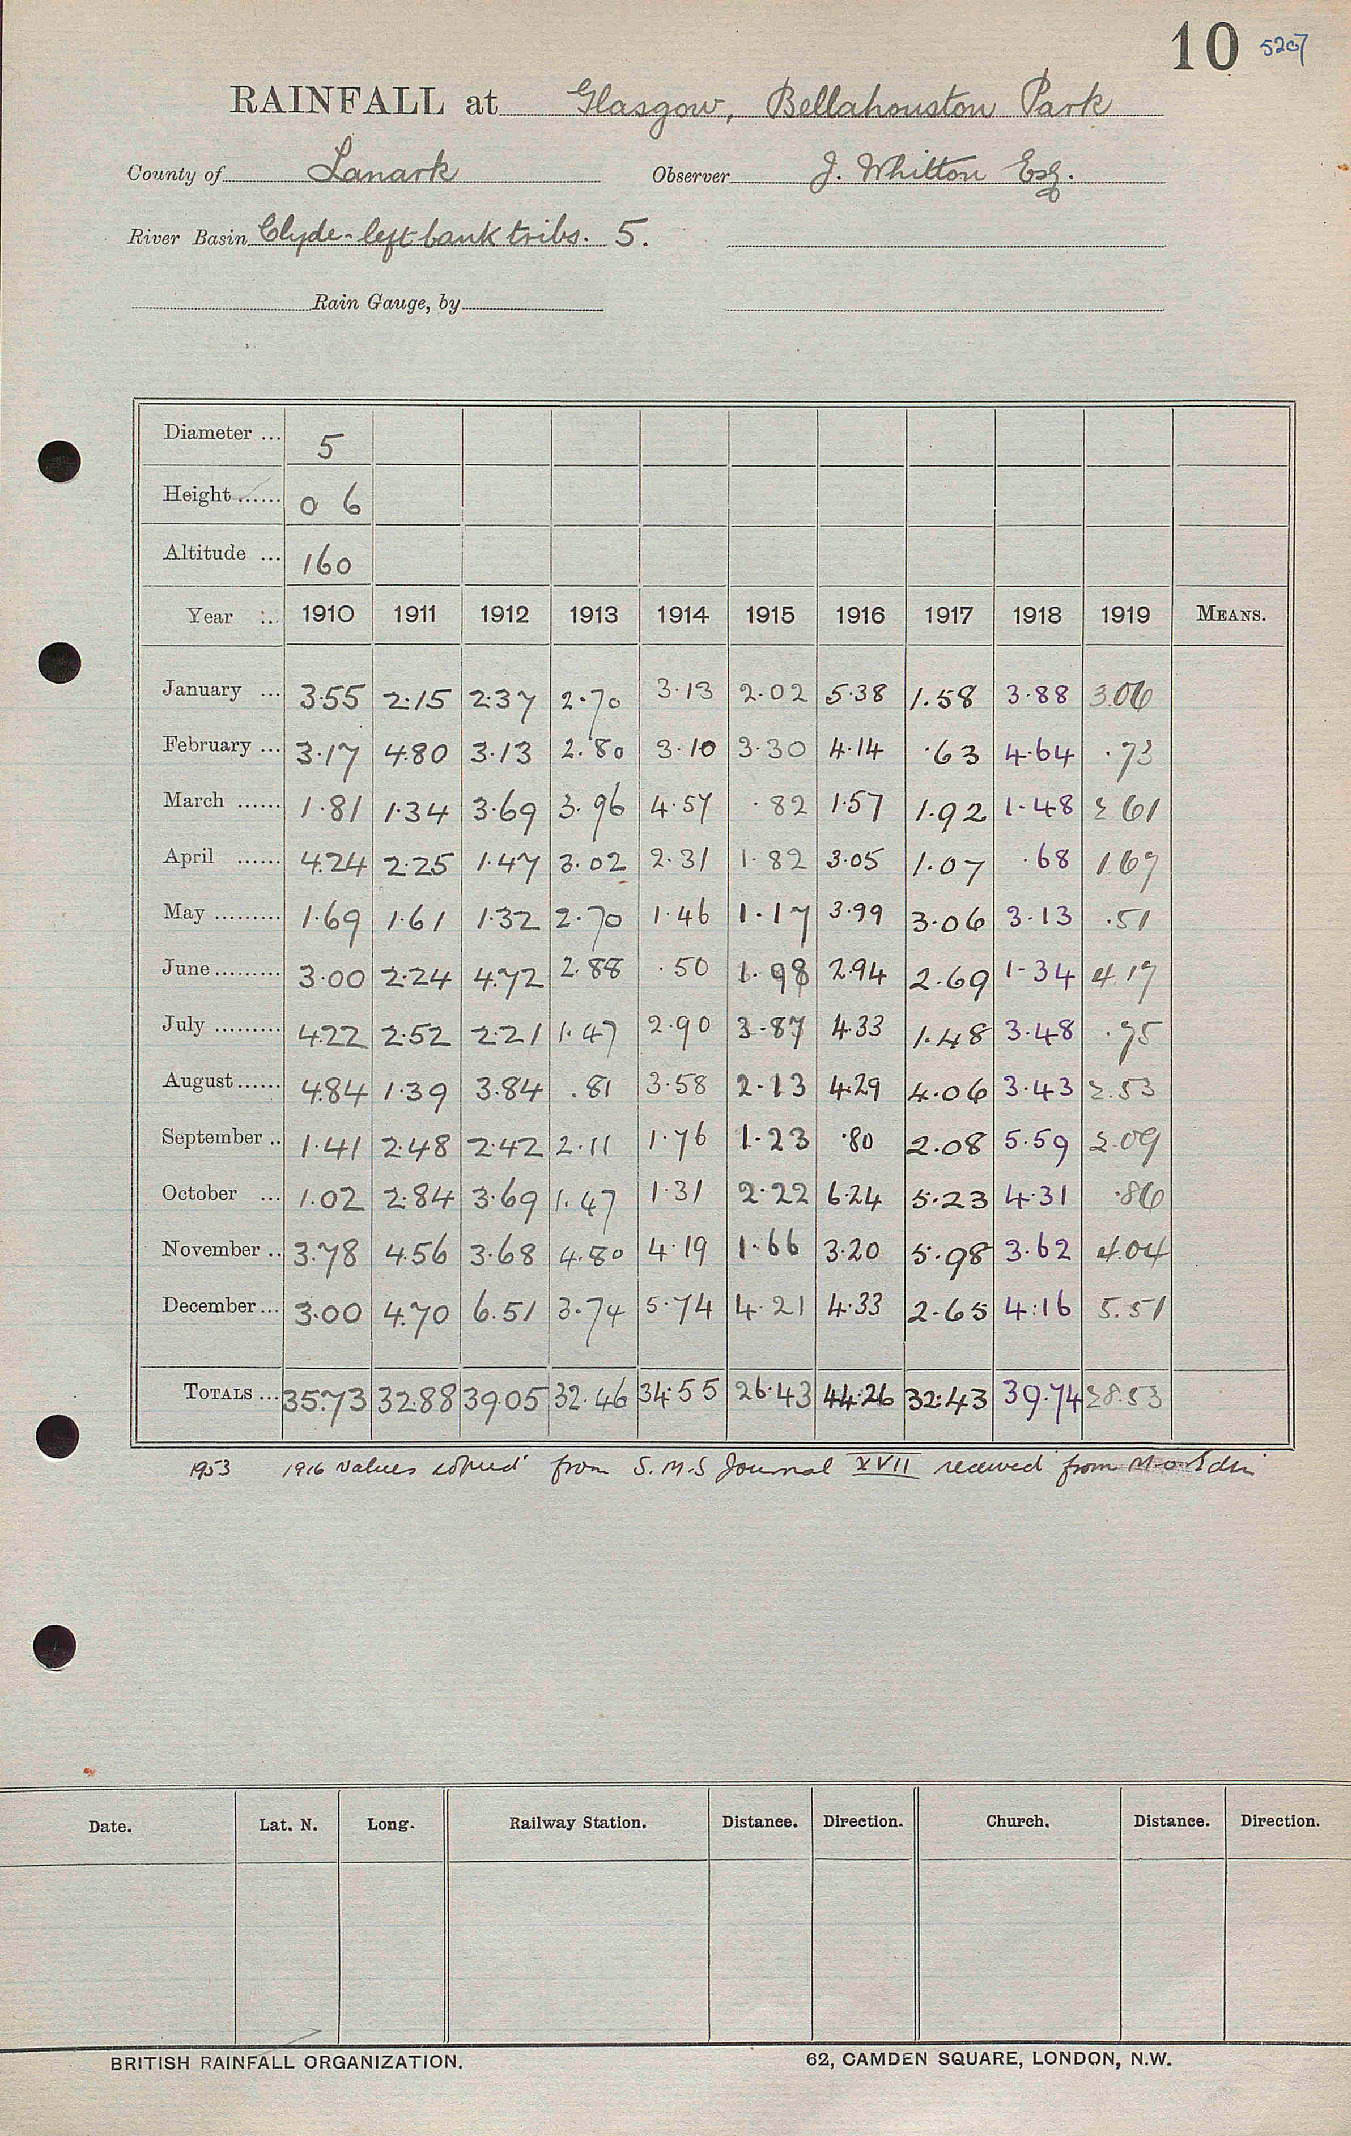 10 5207
RAINFALL at Glasgow, Bellahouston Park
County of Lanark Observer J. Whitton Esq.
River Basin Clyde - left bank tribs. 5.
Rain Gauge, by
Diameter ... 5
Height ...... 0 6
Altitude ... 160
Year ... 1910 1911 1912 1913 1914 1915 1916 1917 1918 1919 MEANS.
January ... 3.55 2.15 2.37 2.70 3.13 2.02 5.38 1.58 3.88 3.06
February ... 3.17 4.80 3.13 2.80 3.10 3.30 4.14 .63 4.64 .73
March ...... 1.81 1.34 3.69 3.96 4.57 .82 1.57 1.92 1.48 2.61
April ...... 4.24 2.25 1.47 3.02 2.31 1.82 3.05 1.07 .68 1.67
May ......... 1.69 1.61 1.32 2.70 1.46 1.17 3.99 3.06 3.13 .51
June ......... 3.00 2.24 4.72 2.88 .50 1.98 2.94 2.69 1.34 4.17
July ......... 4.22 2.52 2.21 1.47 2.90 3.87 4.33 1.48 3.48 .75
August ...... 4.84 1.39 3.84 .81 3.58 2.13 4.29 4.06 3.43 2.53
September .. 1.41 2.48 2.42 2.11 1.76 1.23 .80 2.08 5.59 2.09
October ... 1.02 2.84 3.69 1.47 1.31 2.22 6.24 5.23 4.31 .86
November .. 3.78 4.56 3.68 4.80 4.19 1.66 3.20 5.98 3.62 4.04
December ... 3.00 4.70 6.51 3.74 5.74 4.21 4.33 2.65 4.16 5.51
TOTALS ... 35.73 32.88 39.05 32.46 34.55 26.43 44.26 32.43 39.74 28.53
1953 1916 values copied from S.M.S Journal XVII received from
Date. Lat. N. Long. Railway Station. Distance. Direction. Church. Distance. Direction.
BRITISH RAINFALL ORGANIZATION. 62, CAMDEN SQUARE, LONDON, N.W.